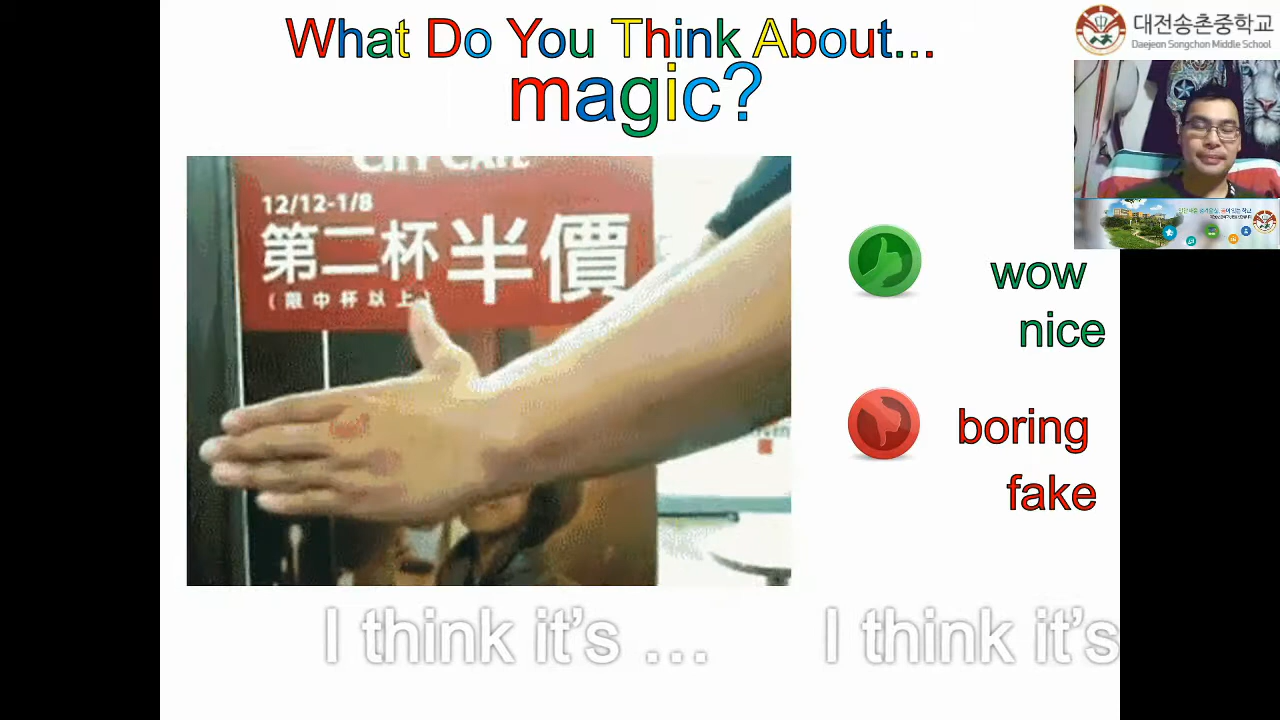 What Do You Think About...
magic?
대전송촌중학교
Daejeon Songchon Middle School
CITY CAFE
12/12-1/8
第二杯半價
(限中杯以上)
wow
nice
boring
fake
I think it's ...
I think it's